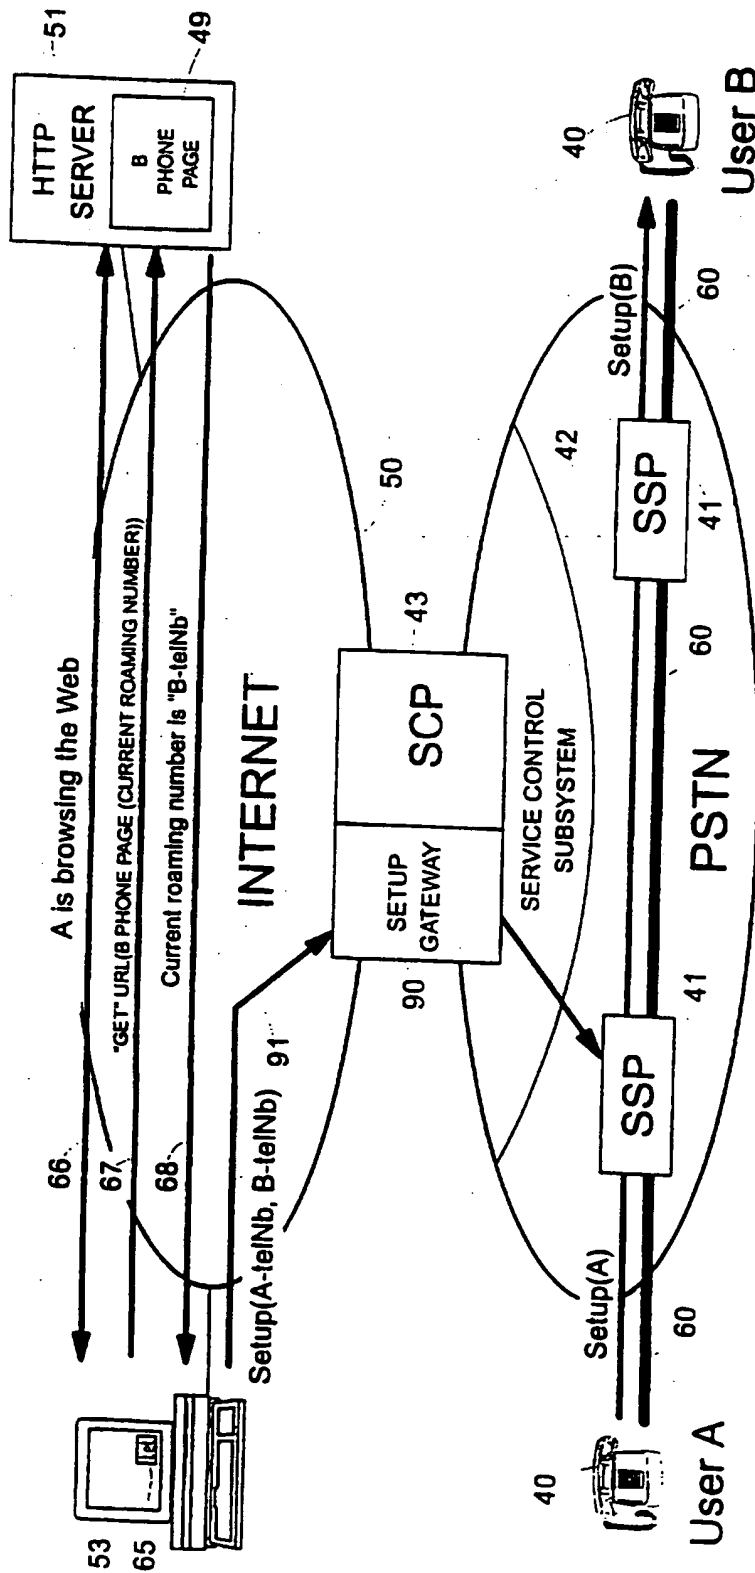 51
49
HTTP
SERVER
B
PHONE
PAGE
A is browsing the Web
66
"GET" URL(B PHONE PAGE (CURRENT ROAMING NUMBER))
67
Current roaming number is "B-telNb"
68
53
65
tel
INTERNET
50
Setup(A-telNb, B-telNb)
91
SETUP
GATEWAY
90
SCP
43
SERVICE CONTROL
SUBSYSTEM
42
40
Setup(A)
SSP
41
60
Setup(B)
SSP
41
60
40
60
User A
PSTN
User B